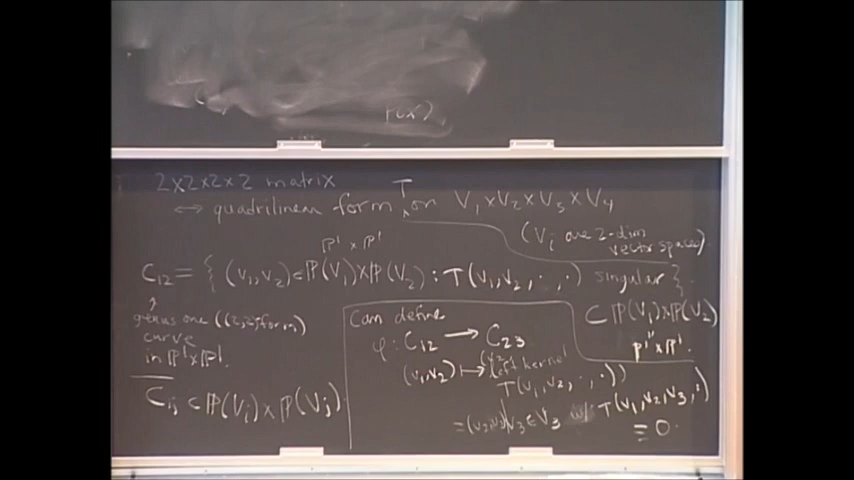 2x2x2x2 matrix
↔ quadrilinear form T on V₁×V₂×V₃×V₄
(Vᵢ are 2-dim vector spaces)
P¹ × P¹
C₁₂ = { (v₁,v₂) ∈ P(V₁)×P(V₂) : T(v₁,v₂, ·, ·) singular }
⊂ P(V₁)×P(V₂)
P¹ × P¹.
genus one ((2,2) form)
curve
in P¹×P¹.
Cᵢⱼ ⊂ P(Vᵢ)×P(Vⱼ)
Can define
φ: C₁₂ → C₂₃
(v₁,v₂) ↦ (v₂, left kernel
T(v₁,v₂, ·, ·))
= (v₂,v₃) v₃ ∈ V₃ w/ T(v₁,v₂,v₃, ·)
≡ 0.